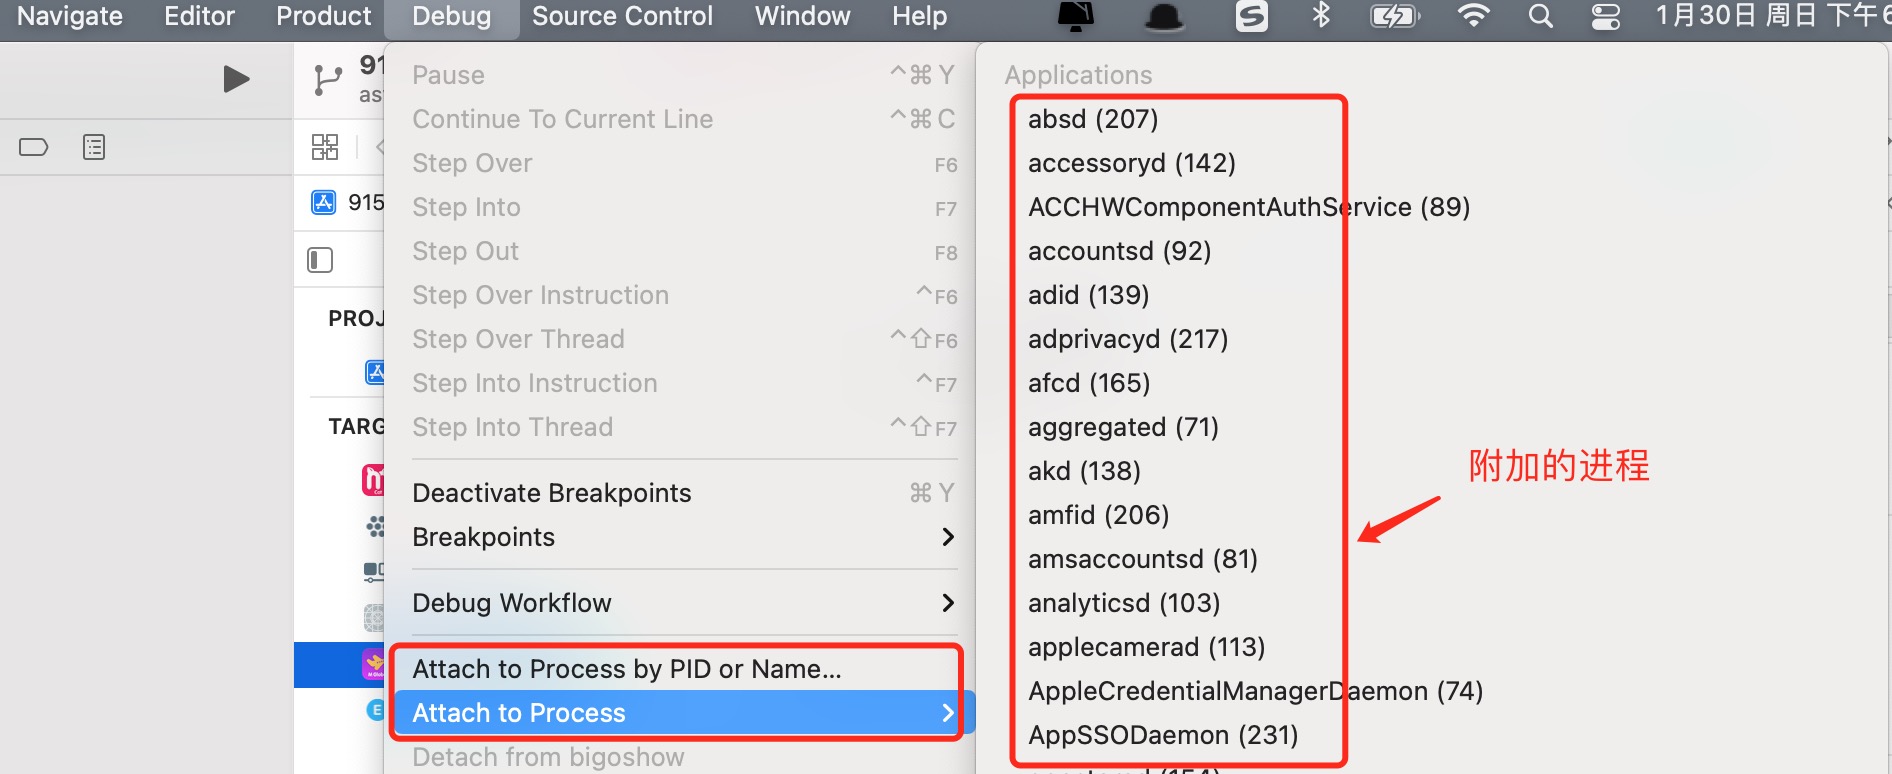 Navigate Editor Product Debug Source Control Window Help 1月30日 周日 下午6
91
as
915
PROJ
TARG
Pause ^⌘Y
Continue To Current Line ^⌘C
Step Over F6
Step Into F7
Step Out F8
Step Over Instruction ^F6
Step Over Thread ^⇧F6
Step Into Instruction ^F7
Step Into Thread ^⇧F7
Deactivate Breakpoints ⌘Y
Breakpoints
Debug Workflow
Attach to Process by PID or Name...
Attach to Process
Detach from bigoshow
Applications
absd (207)
accessoryd (142)
ACCHWComponentAuthService (89)
accountsd (92)
adid (139)
adprivacyd (217)
afcd (165)
aggregated (71)
akd (138)
amfid (206)
amsaccountsd (81)
analyticsd (103)
applecamerad (113)
AppleCredentialManagerDaemon (74)
AppSSODaemon (231)
附加的进程